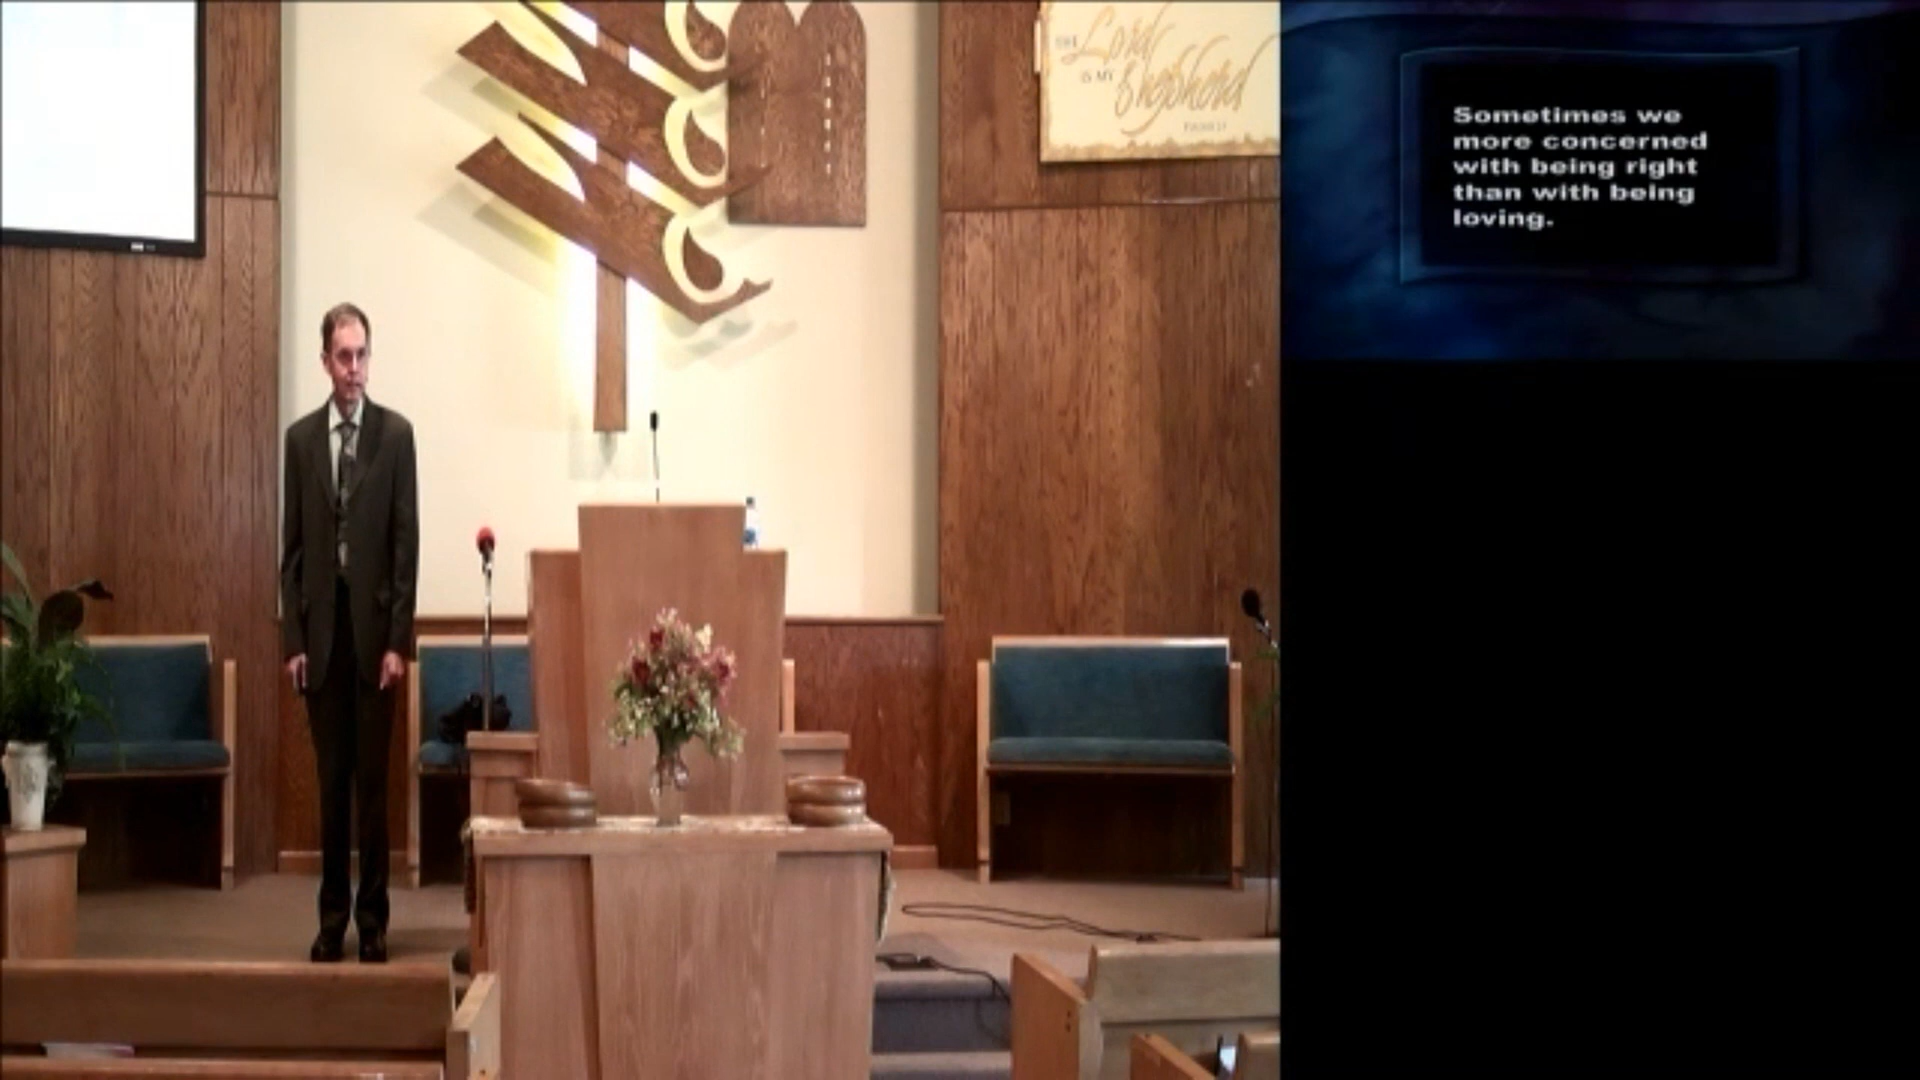 THE Lord
IS MY
Shepherd
Sometimes we
more concerned
with being right
than with being
loving.